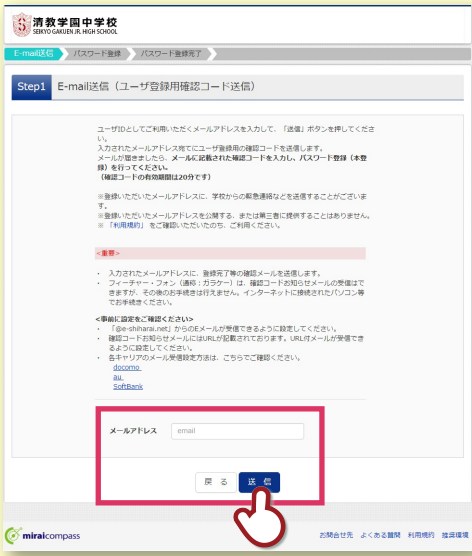 清教学園中学校
SEIKYO GAKUEN JR. HIGH SCHOOL
E-mail送信 パスワード登録 パスワード登録完了
Step1 E-mail送信（ユーザ登録用確認コード送信）
ユーザIDとしてご利用いただくメールアドレスを入力して、「送信」ボタンを押してくださ
い。
入力されたメールアドレス宛てにユーザ登録用の確認コードを送信します。
メールが届きましたら、メールに記載された確認コードを入力し、パスワード登録（本登
録）を行ってください。
（確認コードの有効期限は20分です）
※登録いただいたメールアドレスに、学校からの緊急連絡などを送信することがございま
す。
※登録いただいたメールアドレスを公開する、または第三者に提供することはありません。
※ 「利用規約」 をご確認いただいたのち、ご利用ください。
<重要>
・ 入力されたメールアドレスに、登録完了等の確認メールを送信します。
・ フィーチャー・フォン（通称：ガラケー）は、確認コードお知らせメールの受信はで
きますが、その後のお手続きは行えません。インターネットに接続されたパソコン等
でお手続きください。
<事前に設定をご確認ください>
・ 「@e-shiharai.net」からのEメールが受信できるように設定してください。
・ 確認コードお知らせメールにはURLが記載されております。URL付メールが受信でき
るように設定してください。
・ 各キャリアのメール受信設定方法は、こちらでご確認ください。
docomo
au
SoftBank
メールアドレス email
戻 る 送 信
miraicompass お問合せ先 よくある質問 利用規約 推奨環境